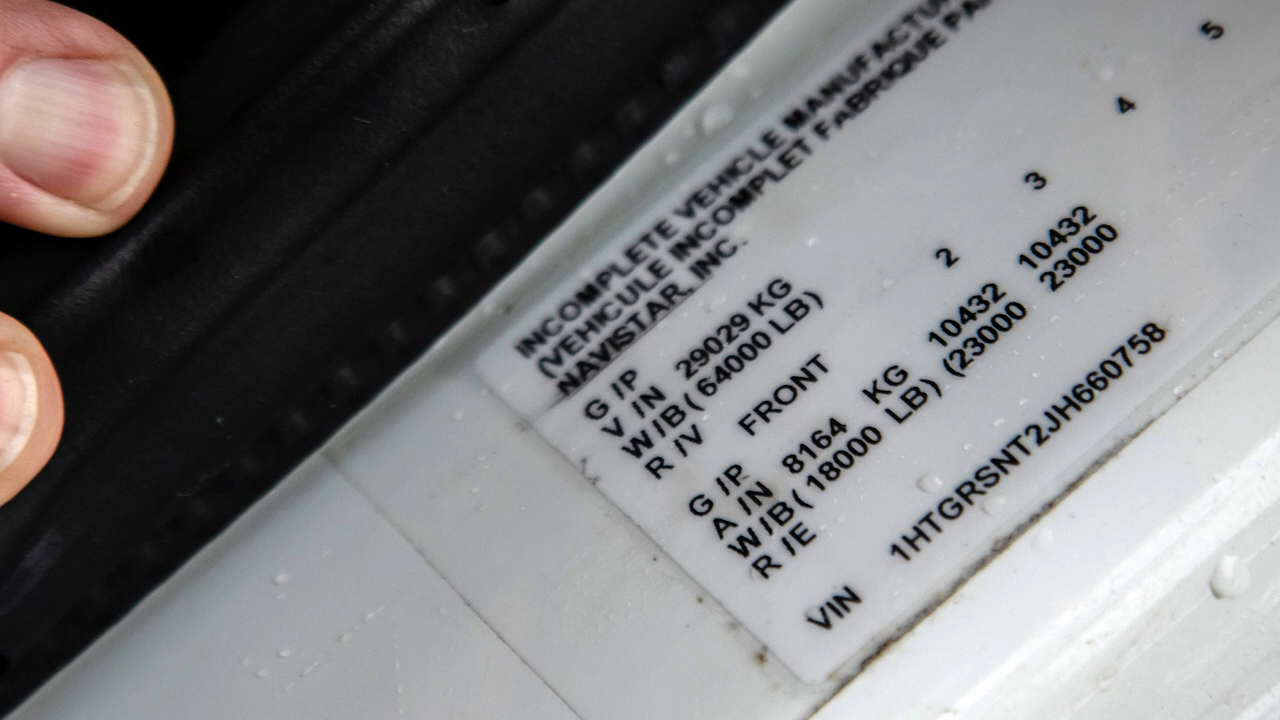 INCOMPLETE VEHICLE MANUFACTU
(VEHICULE INCOMPLET FABRIQUE PA
NAVISTAR, INC.
G /P
V /N 29029 KG
W/B (64000 LB)
R /V FRONT 2 3 4 5
G /P
A /N 8164 KG 10432 10432
W/B (18000 LB) (23000 23000
R /E
VIN 1HTGRSNT2JH660758